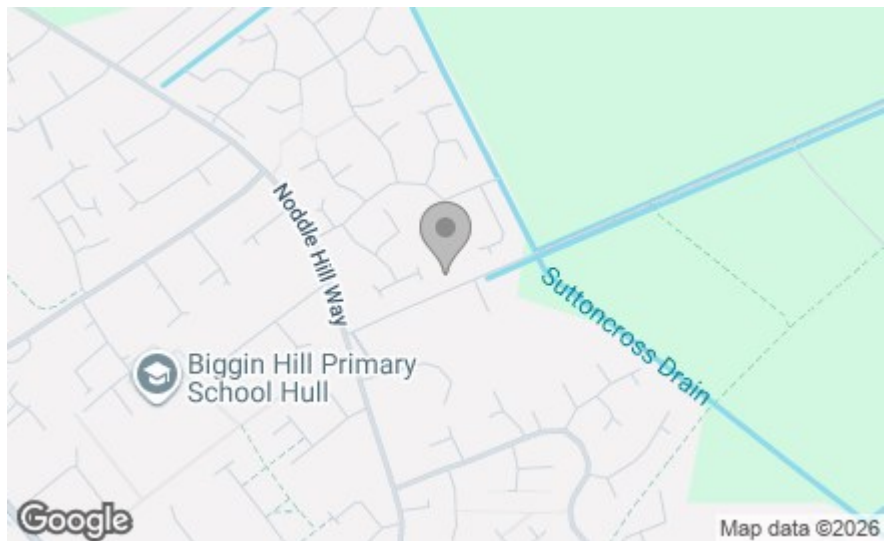 Noddle Hill Way
Suttoncross Drain
Biggin Hill Primary
School Hull
Google
Map data ©2026